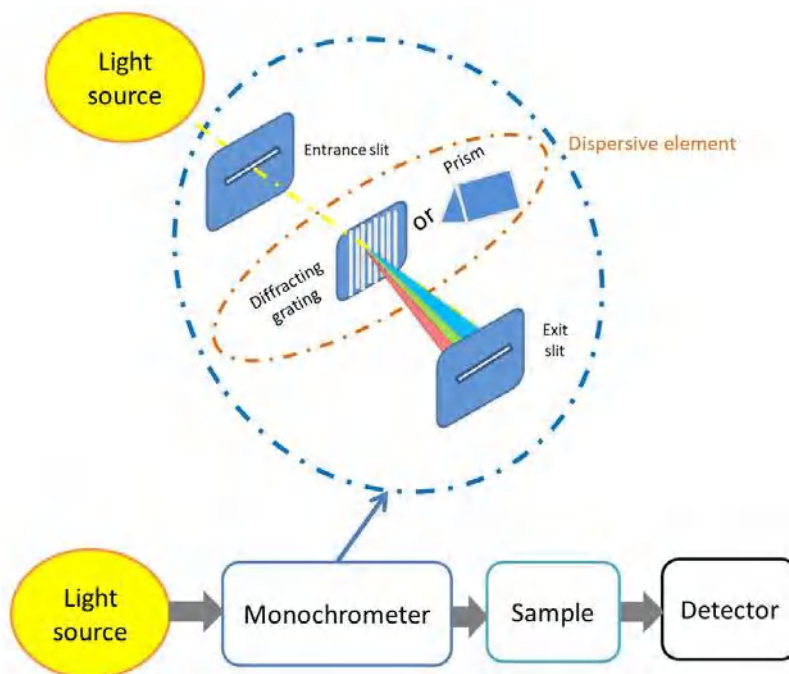 Light
source
Entrance slit
Dispersive element
Prism
or
Diffracting
grating
Exit
slit
Light
source
Monochrometer
Sample
Detector